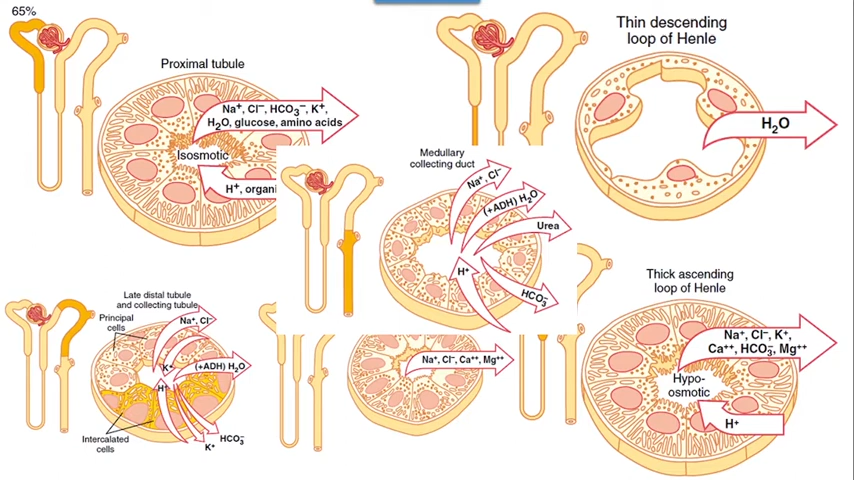 65%
Proximal tubule
Na⁺, Cl⁻, HCO₃⁻, K⁺,
H₂O, glucose, amino acids
Isosmotic
H⁺, organi
Thin descending
loop of Henle
H₂O
Medullary
collecting duct
Na⁺, Cl⁻
(+ADH) H₂O
Urea
H⁺
HCO₃⁻
Late distal tubule
and collecting tubule
Principal
cells
Na⁺, Cl⁻
K⁺
(+ADH) H₂O
H⁺
Intercalated
cells
HCO₃⁻
K⁺
Na⁺, Cl⁻, Ca⁺⁺, Mg⁺⁺
Thick ascending
loop of Henle
Na⁺, Cl⁻, K⁺,
Ca⁺⁺, HCO₃⁻, Mg⁺⁺
Hypo-
osmotic
H⁺